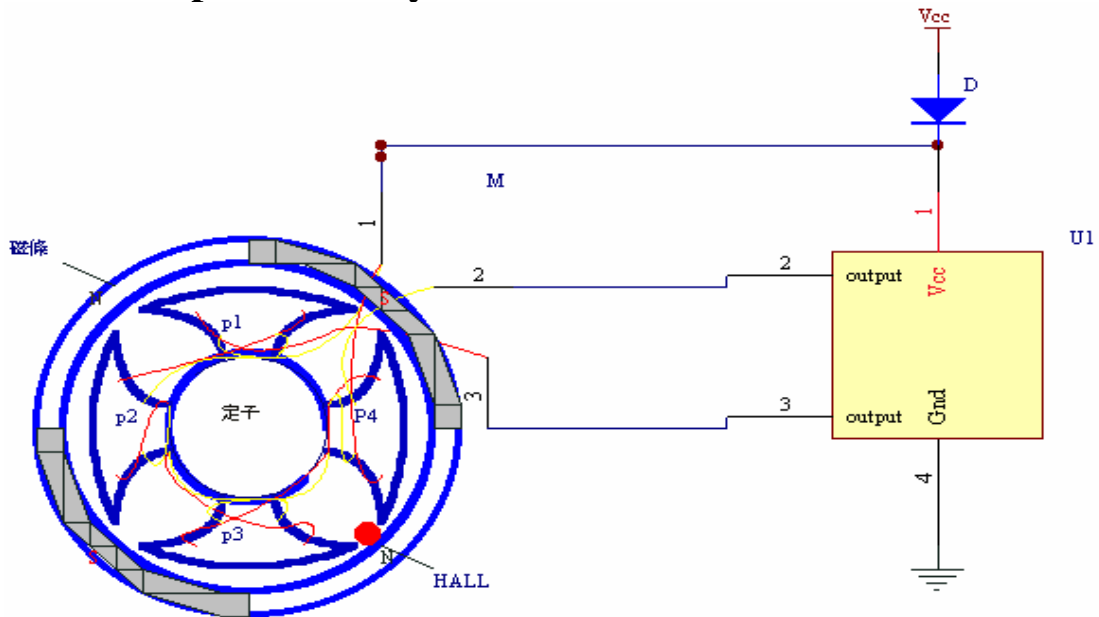 Vcc
D
M
1
1
U1
磁條
N
S
2
2
output
Vcc
p1
定子
p2
P4
3
3
output
Gnd
4
p3
S
N
HALL